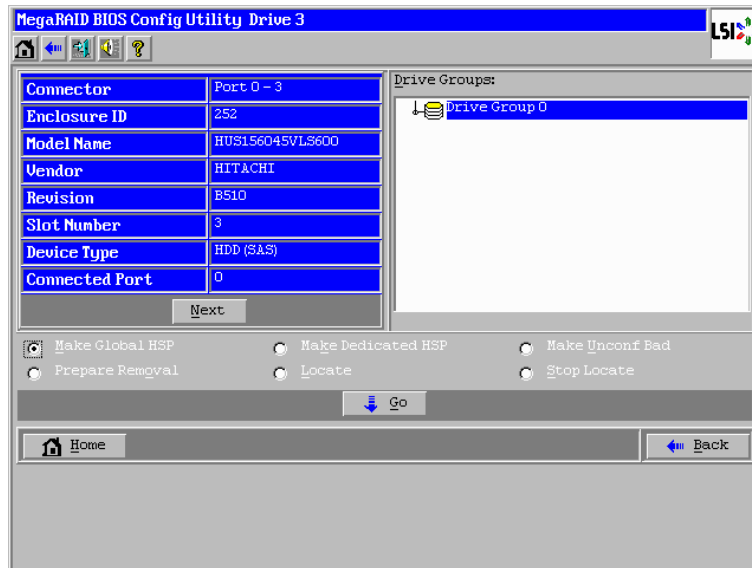 MegaRAID BIOS Config Utility Drive 3
LSI
Connector Port 0 - 3
Enclosure ID 252
Model Name HUS156045VLS600
Vendor HITACHI
Revision B510
Slot Number 3
Device Type HDD (SAS)
Connected Port 0
Next
Drive Groups:
Drive Group 0
Make Global HSP Make Dedicated HSP Make Unconf Bad
Prepare Removal Locate Stop Locate
Go
Home Back